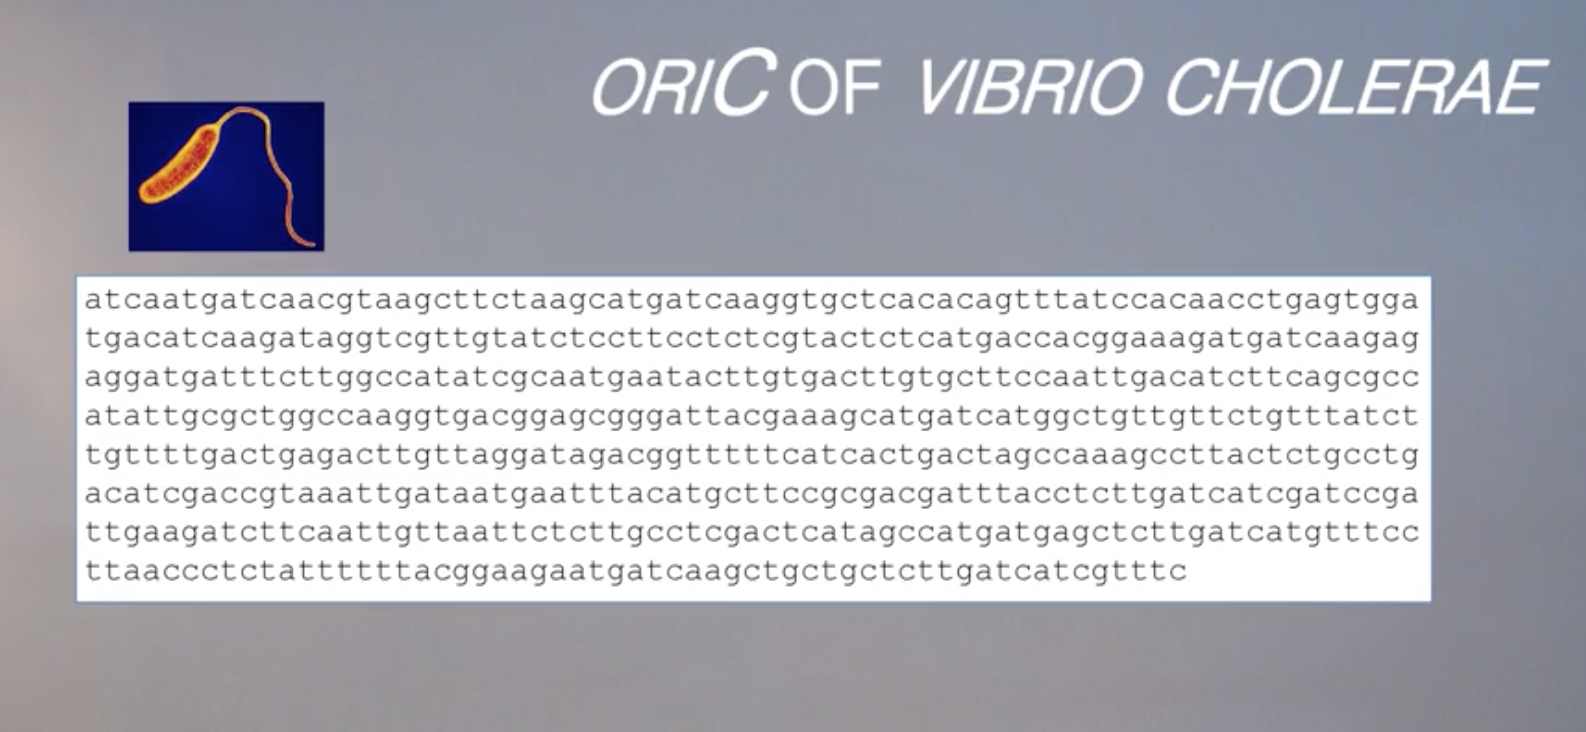 ORIC OF VIBRIO CHOLERAE
atcaatgatcaacgtaagcttctaagcatgatcaaggtgctcacacagtttatccacaacctgagtgga
tgacatcaagataggtcgttgtatctccttcctctcgtactctcatgaccacggaaagatgatcaagag
aggatgatttcttggccatatcgcaatgaatacttgtgacttgtgcttccaattgacatcttcagcgcc
atattgcgctggccaaggtgacggagcgggattacgaaagcatgatcatggctgttgttctgtttatct
tgttttgactgagacttgttaggatagacggtttttcatcactgactagccaaagccttactctgcctg
acatcgaccgtaaattgataatgaatttacatgcttccgcgacgatttacctcttgatcatcgatccga
ttgaagatcttcaattgttaattctcttgcctcgactcatagccatgatgagctcttgatcatgtttcc
ttaaccctctattttttacggaagaatgatcaagctgctgctcttgatcatcgtttc